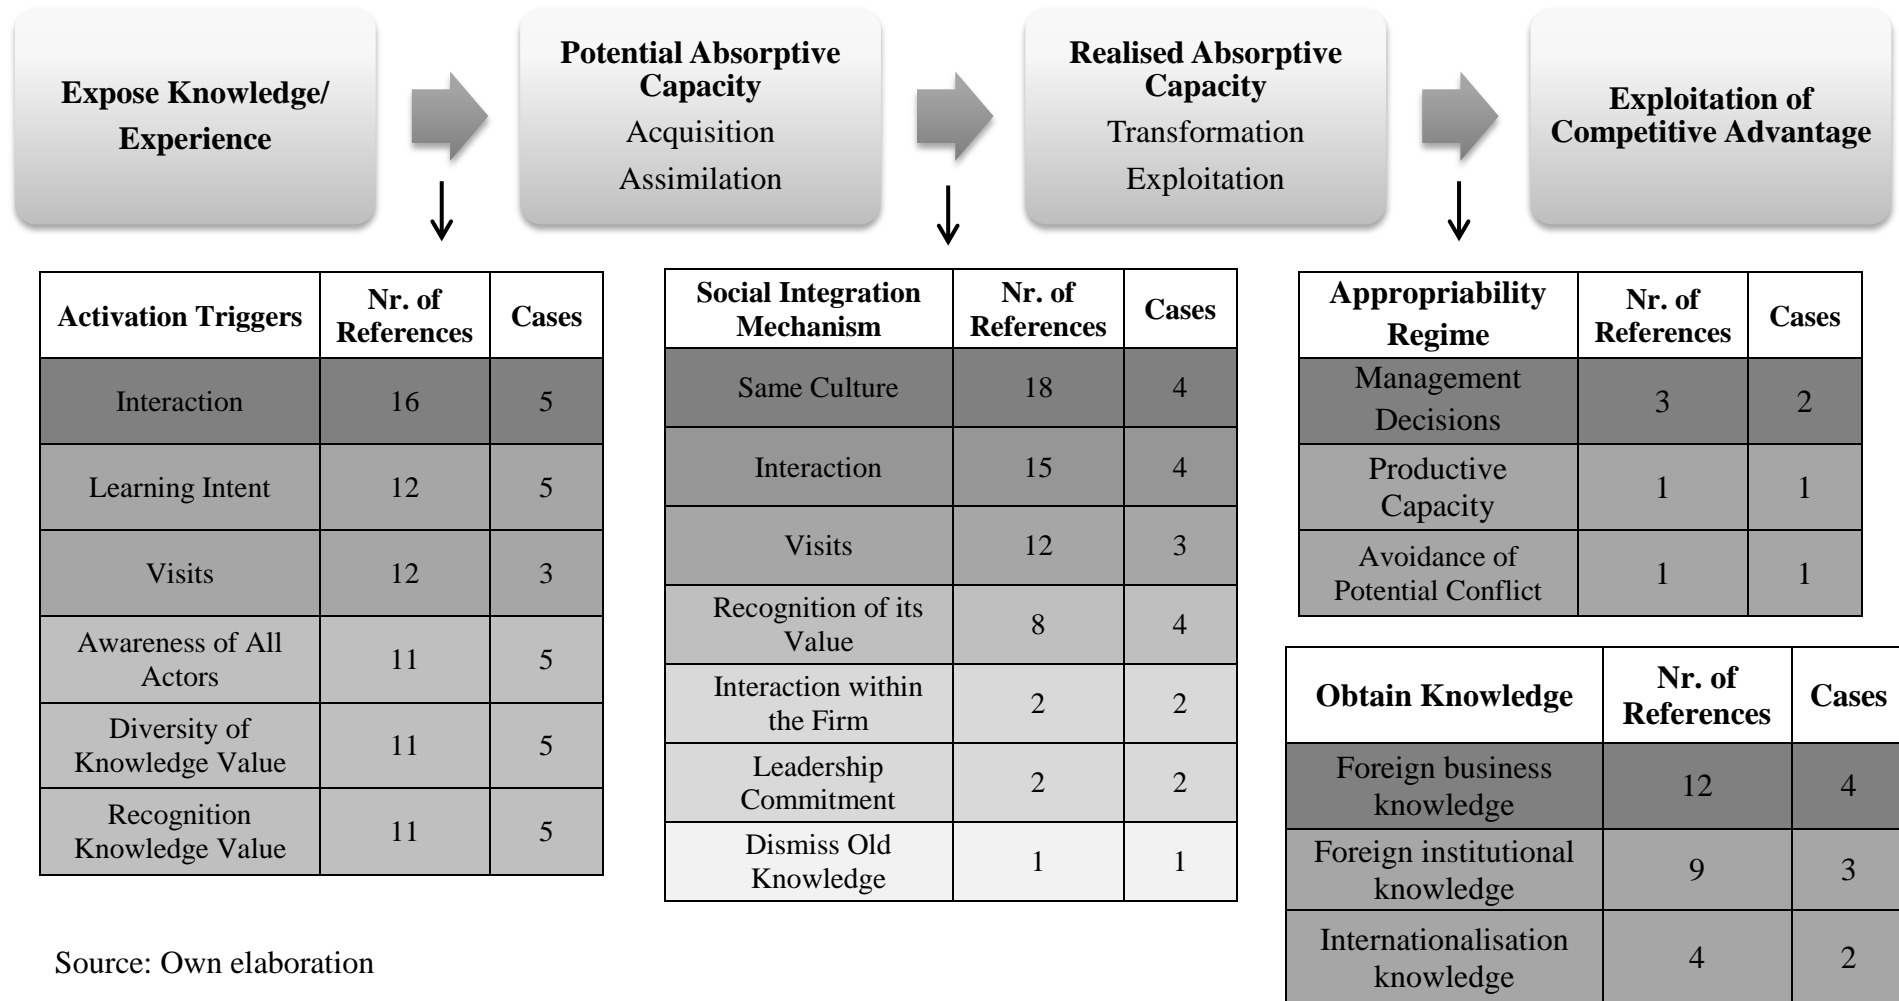 Expose Knowledge/
Experience
Potential Absorptive
Capacity
Acquisition
Assimilation
Realised Absorptive
Capacity
Transformation
Exploitation
Exploitation of
Competitive Advantage
Activation Triggers
Nr. of
References
Cases
Interaction 16 5
Learning Intent 12 5
Visits 12 3
Awareness of All
Actors
11 5
Diversity of
Knowledge Value
11 5
Recognition
Knowledge Value
11 5
Social Integration
Mechanism
Nr. of
References
Cases
Same Culture 18 4
Interaction 15 4
Visits 12 3
Recognition of its
Value
8 4
Interaction within
the Firm
2 2
Leadership
Commitment
2 2
Dismiss Old
Knowledge
1 1
Appropriability
Regime
Nr. of
References
Cases
Management
Decisions
3 2
Productive
Capacity
1 1
Avoidance of
Potential Conflict
1 1
Obtain Knowledge
Nr. of
References
Cases
Foreign business
knowledge
12 4
Foreign institutional
knowledge
9 3
Internationalisation
knowledge
4 2
Source: Own elaboration